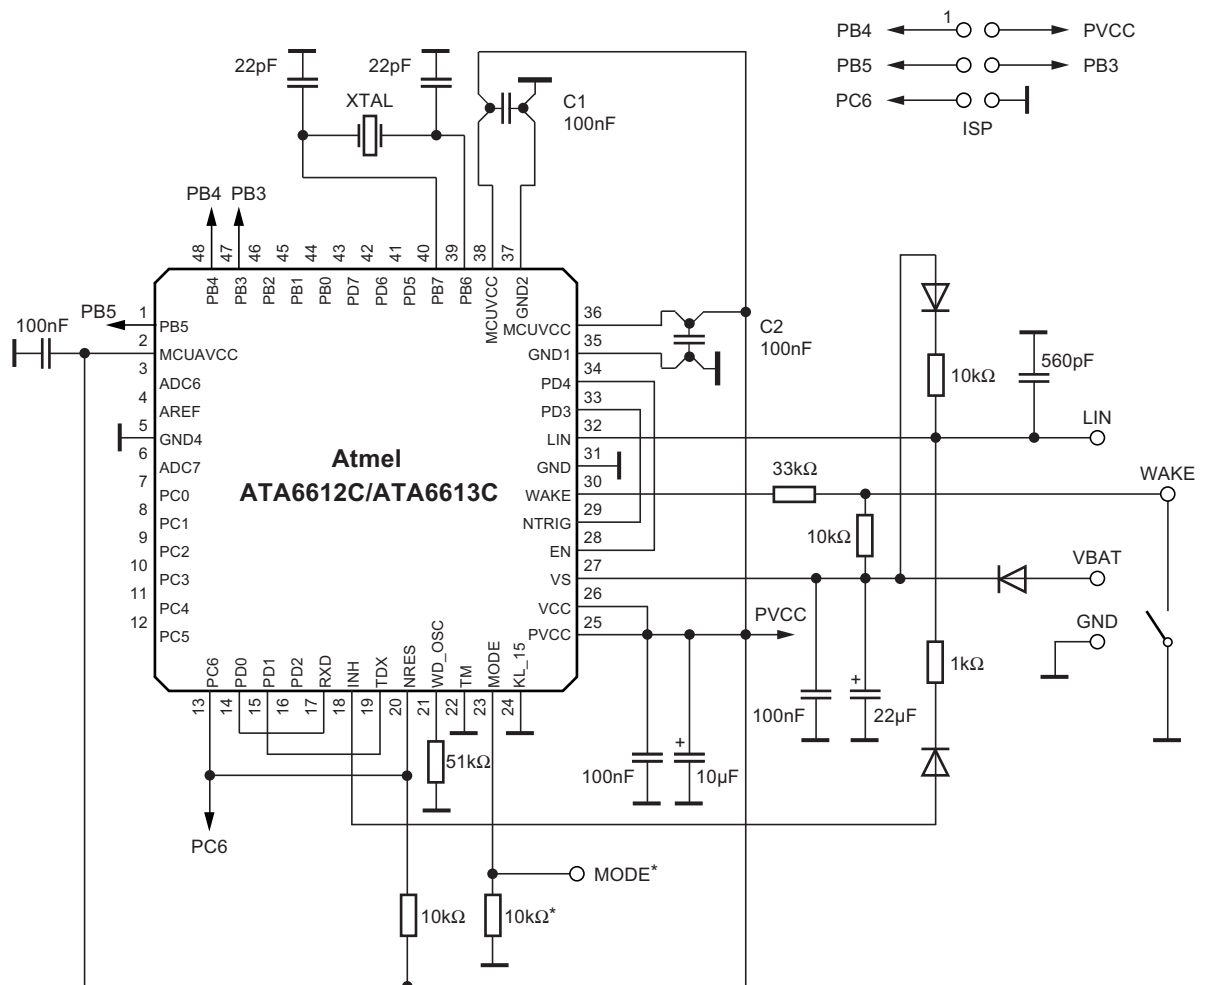 PB4
1
PVCC
PB5
PB3
PC6
ISP
22pF
22pF
XTAL
C1
100nF
PB4 PB3
48
47
46
45
44
43
42
41
40
39
38
37
PB4
PB3
PB2
PB1
PB0
PD7
PD6
PD5
PB7
PB6
MCUVCC
GND2
PB5
100nF
1
PB5
2
MCUAVCC
3
ADC6
4
AREF
5
GND4
6
ADC7
7
PC0
8
PC1
9
PC2
10
PC3
11
PC4
12
PC5
Atmel
ATA6612C/ATA6613C
36
MCUVCC
35
GND1
34
PD4
33
PD3
32
LIN
31
GND
30
WAKE
29
NTRIG
28
EN
27
VS
26
VCC
25
PVCC
C2
100nF
10kΩ
560pF
LIN
33kΩ
WAKE
10kΩ
VBAT
PVCC
GND
1kΩ
100nF
+
22µF
100nF
+
10µF
PC6
PD0
PD1
PD2
RXD
INH
TDX
NRES
WD_OSC
TM
MODE
KL_15
13
14
15
16
17
18
19
20
21
22
23
24
51kΩ
PC6
MODE*
10kΩ
10kΩ*